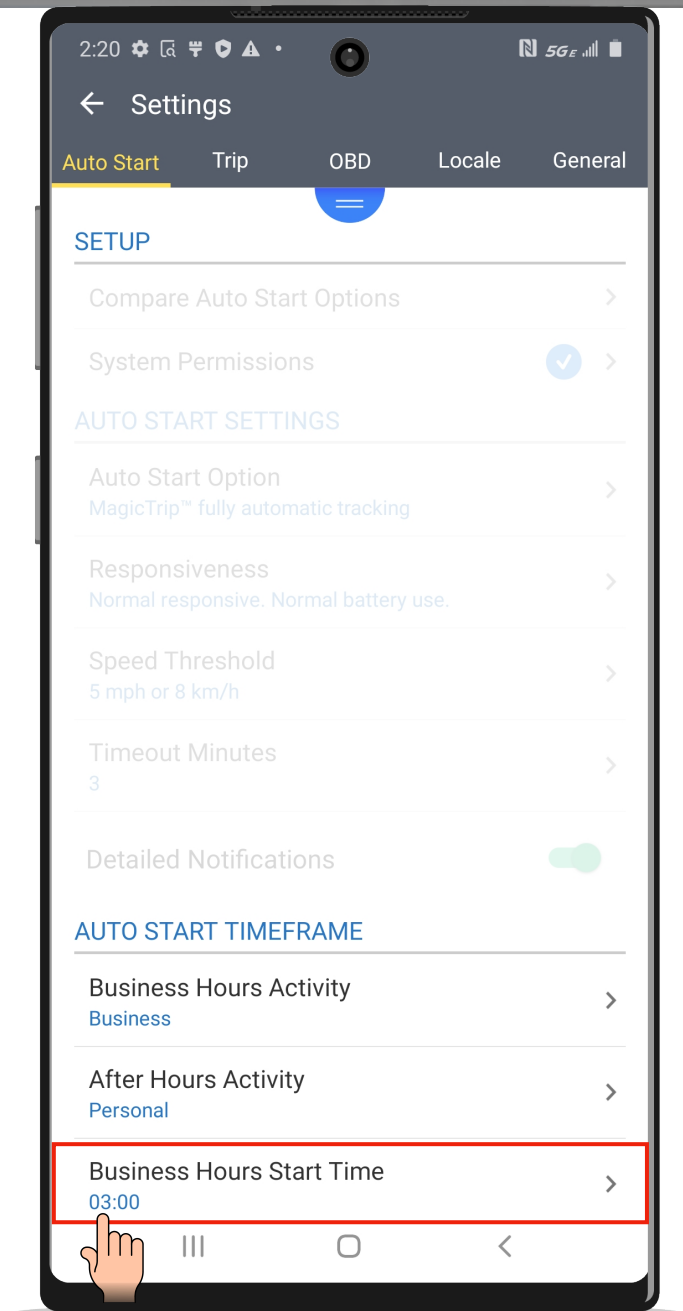 2:20 5G E
Settings
Auto Start Trip OBD Locale General
SETUP
Compare Auto Start Options
System Permissions
AUTO START SETTINGS
Auto Start Option
MagicTrip™ fully automatic tracking
Responsiveness
Normal responsive. Normal battery use.
Speed Threshold
5 mph or 8 km/h
Timeout Minutes
3
Detailed Notifications
AUTO START TIMEFRAME
Business Hours Activity
Business
After Hours Activity
Personal
Business Hours Start Time
03:00